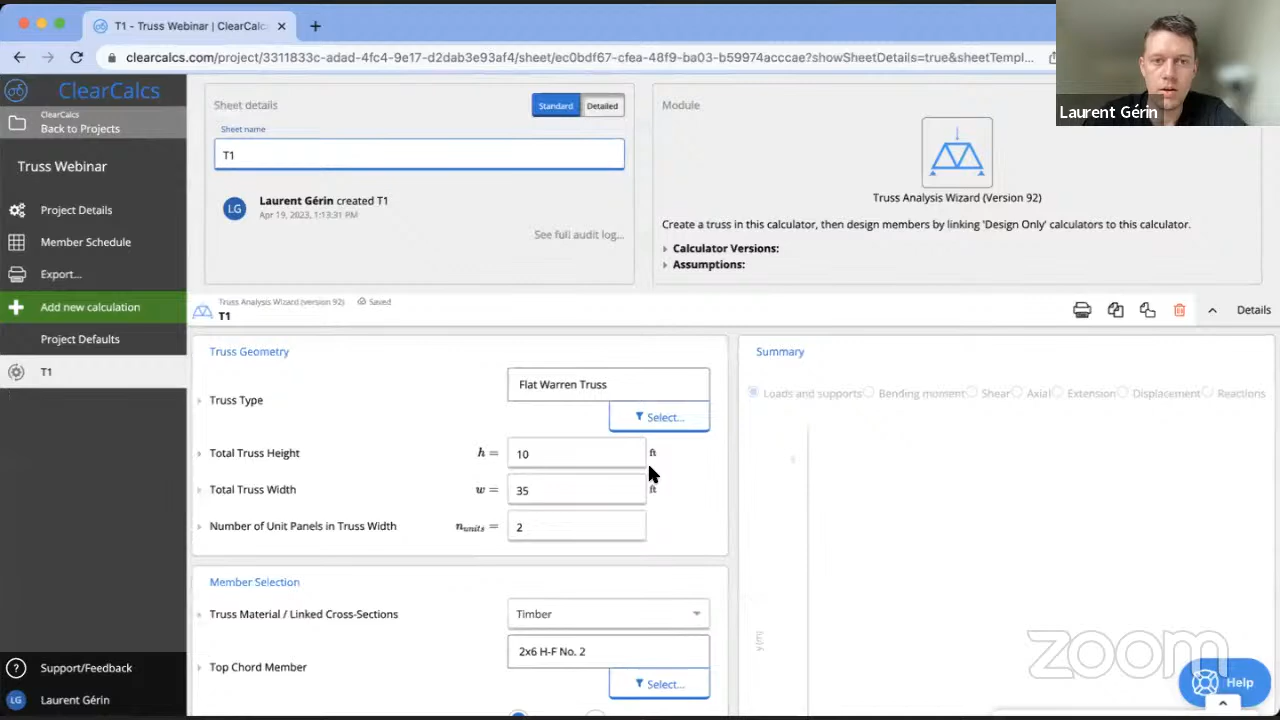 T1 - Truss Webinar | ClearCalcs
clearcalcs.com/project/3311833c-adad-4fc4-9e17-d2dab3e93af4/sheet/ec0bdf67-cfea-48f9-ba03-b59974acccae?showSheetDetails=true&sheetTempl...
Laurent Gérin
ClearCalcs
ClearCalcs
Back to Projects
Truss Webinar
Project Details
Member Schedule
Export...
Add new calculation
Project Defaults
T1
Support/Feedback
LG Laurent Gérin
Sheet details
Standard Detailed
Sheet name
T1
LG
Laurent Gérin created T1
Apr 19, 2023, 1:13:31 PM
See full audit log...
Module
Truss Analysis Wizard (Version 92)
Create a truss in this calculator, then design members by linking 'Design Only' calculators to this calculator.
Calculator Versions:
Assumptions:
Truss Analysis Wizard (version 92) Saved
T1
Details
Truss Geometry
Truss Type
Flat Warren Truss
Select...
Total Truss Height h = 10 ft
Total Truss Width w = 35 ft
Number of Unit Panels in Truss Width nunits = 2
Member Selection
Truss Material / Linked Cross-Sections Timber
Top Chord Member
2x6 H-F No. 2
Select...
Summary
Loads and supports Bending moment Shear Axial Extension Displacement Reactions
y(m)
zoom
Help